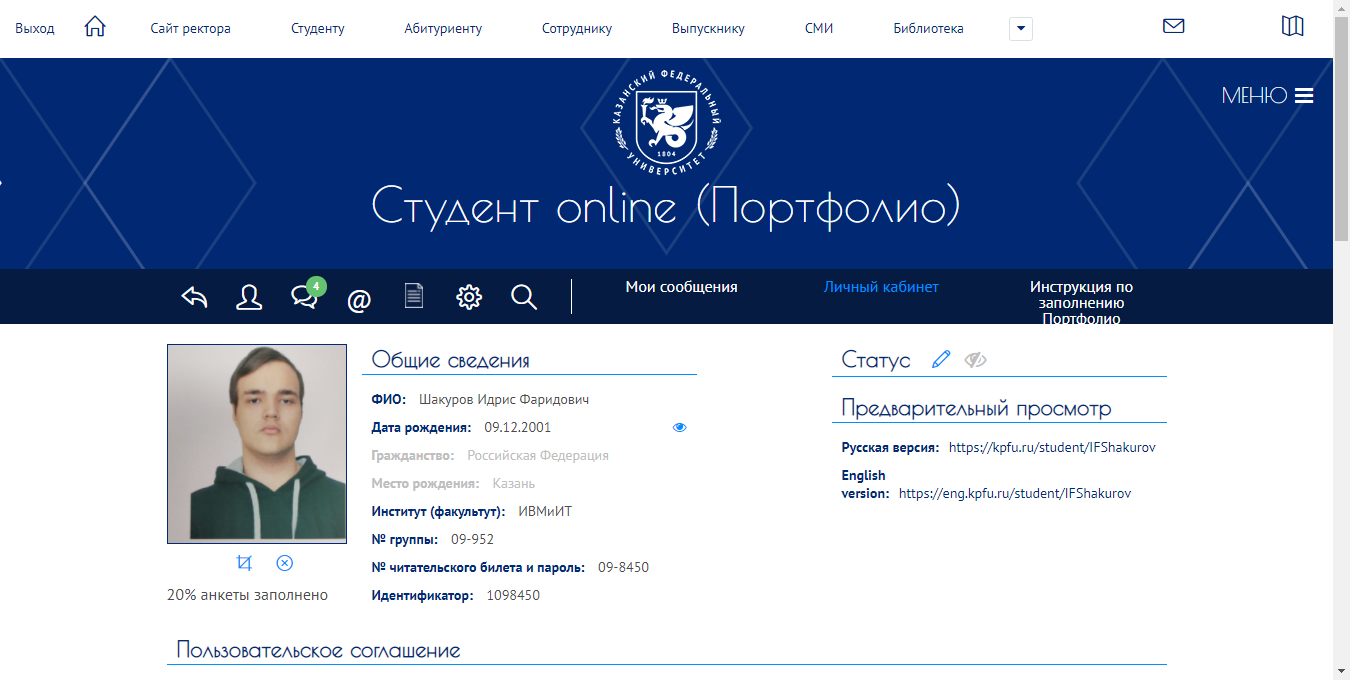 Выход Сайт ректора Студенту Абитуриенту Сотруднику Выпускнику СМИ Библиотека
МЕНЮ
КАЗАНСКИЙ ФЕДЕРАЛЬНЫЙ УНИВЕРСИТЕТ
1804
Студент online (Портфолио)
4
Мои сообщения Личный кабинет Инструкция по
заполнению
Портфолио
Общие сведения
ФИО: Шакуров Идрис Фаридович
Дата рождения: 09.12.2001
Гражданство: Российская Федерация
Место рождения: Казань
Институт (факультут): ИВМиИТ
№ группы: 09-952
№ читательского билета и пароль: 09-8450
Идентификатор: 1098450
20% анкеты заполнено
Статус
Предварительный просмотр
Русская версия: https://kpfu.ru/student/IFShakurov
English
version: https://eng.kpfu.ru/student/IFShakurov
Пользовательское соглашение